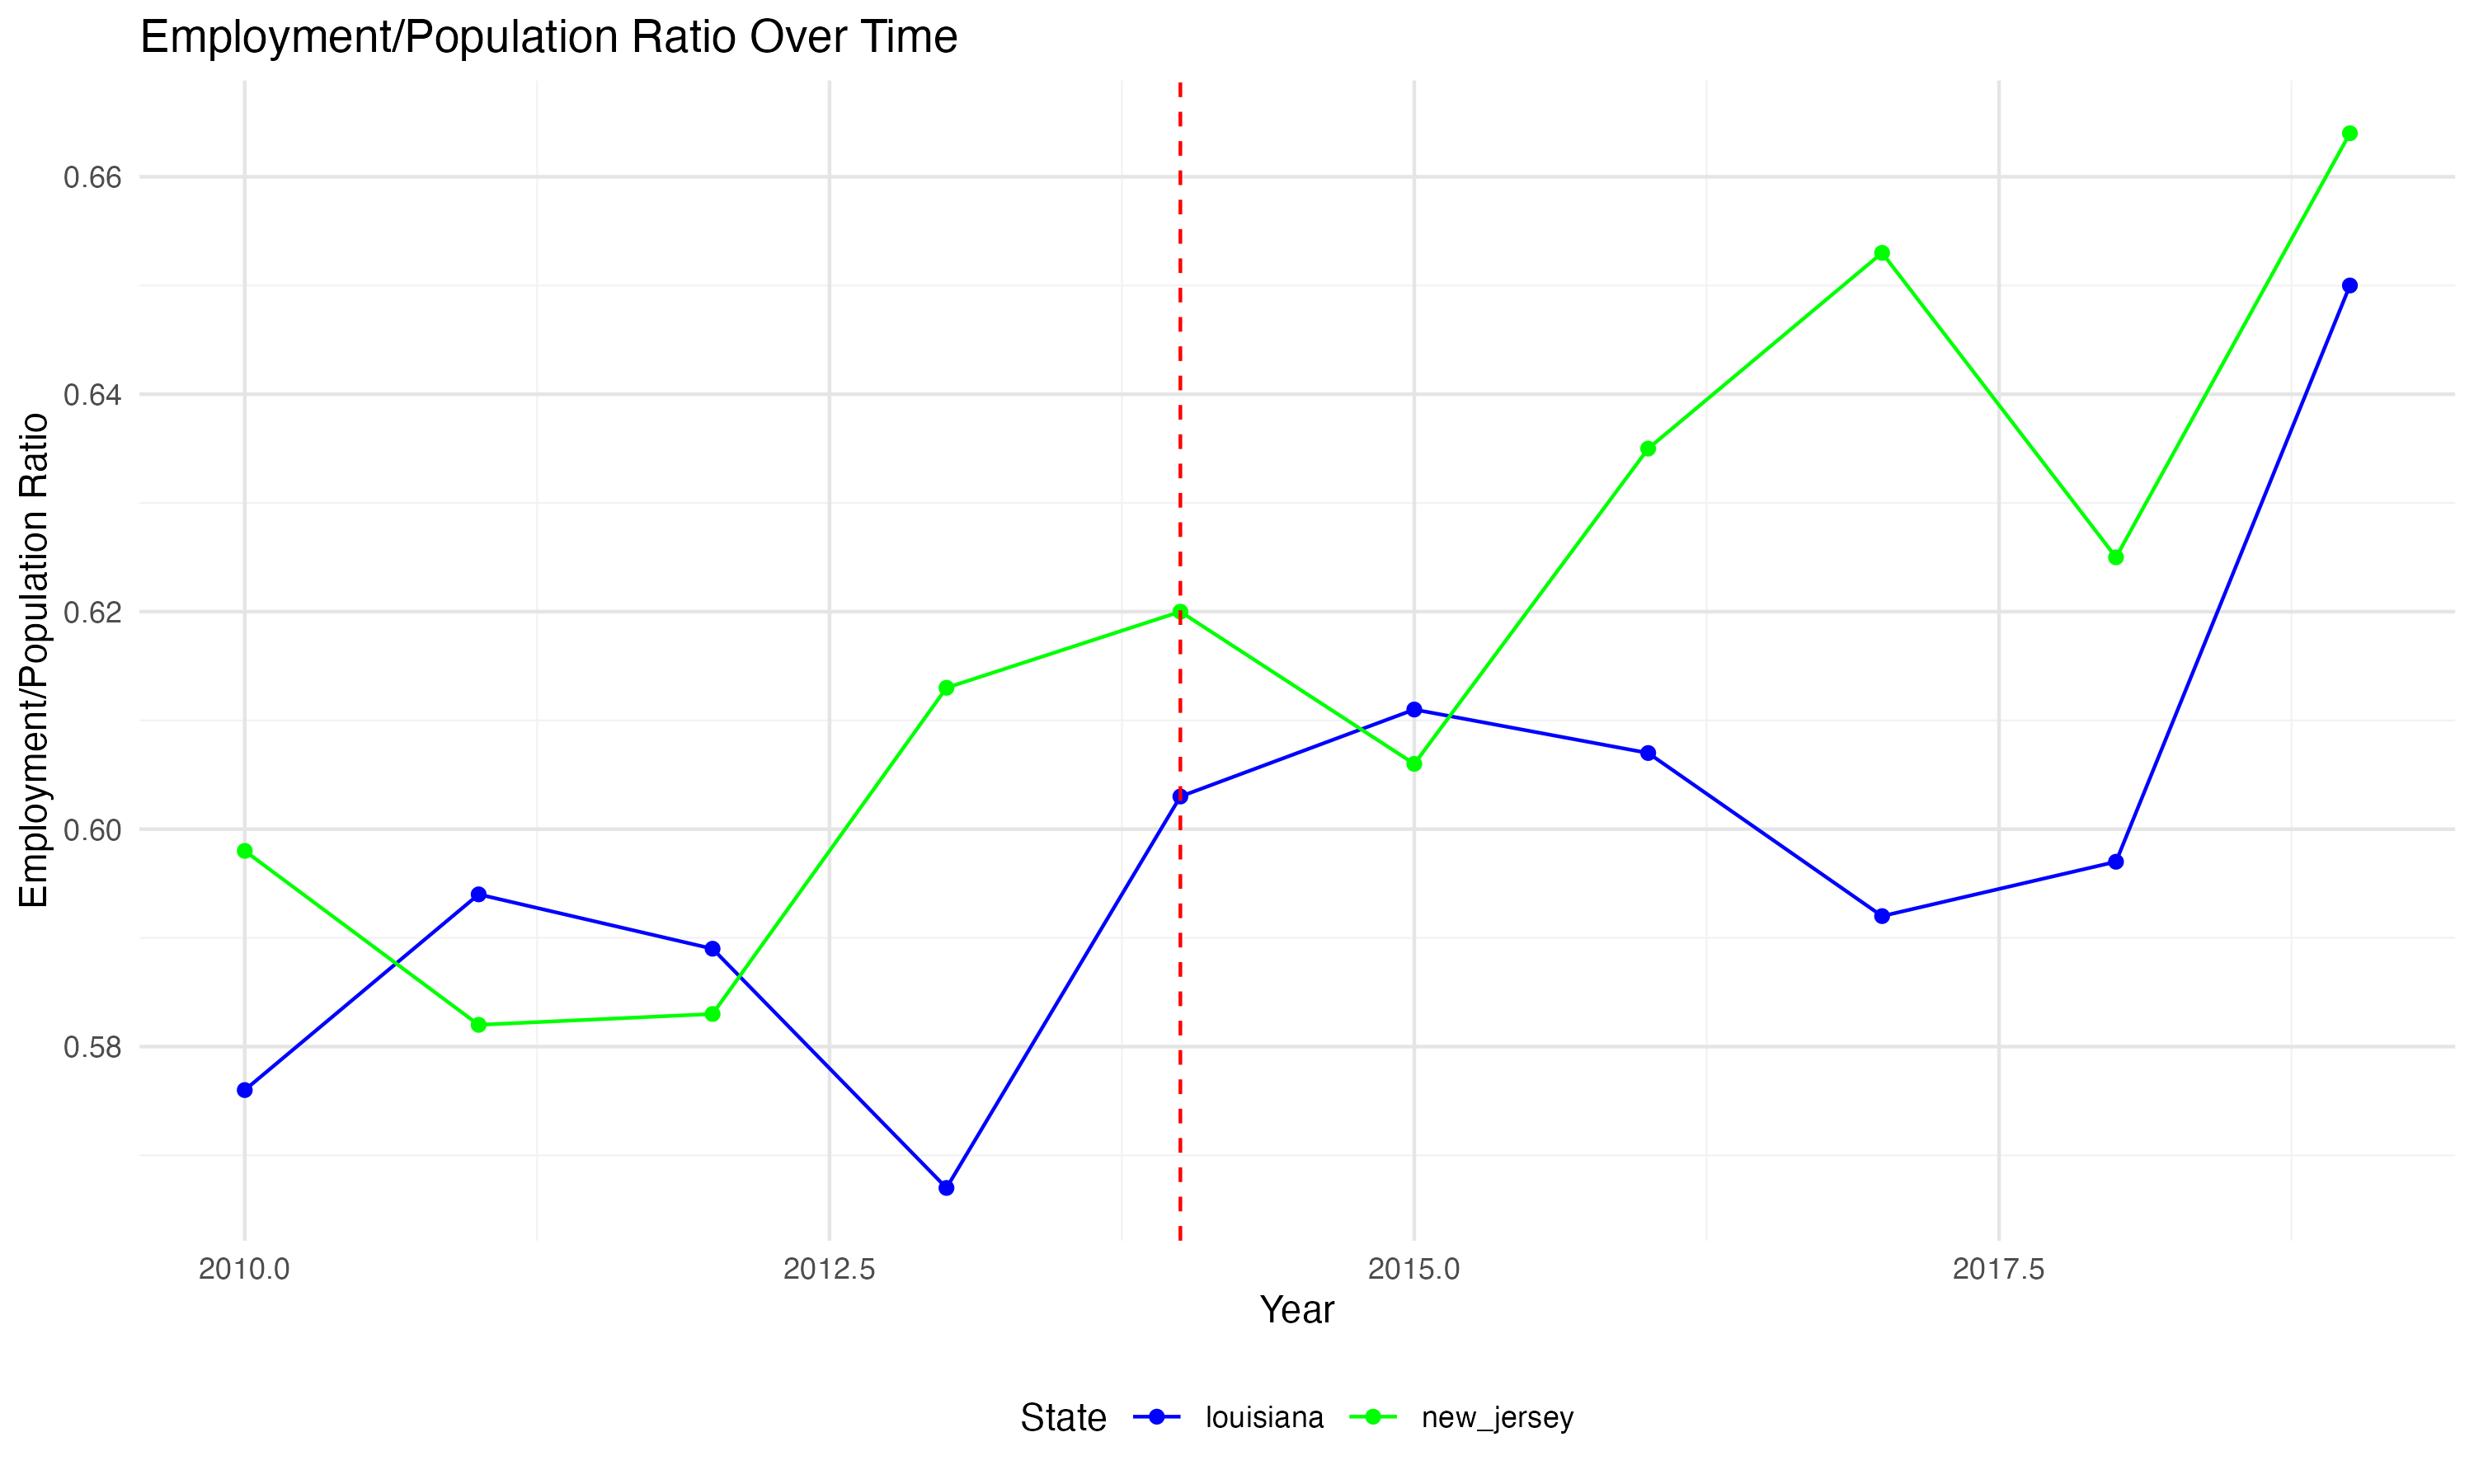 Employment/Population Ratio Over Time
Employment/Population Ratio
0.66
0.64
0.62
0.60
0.58
2010.0 2012.5 2015.0 2017.5
Year
State louisiana new_jersey